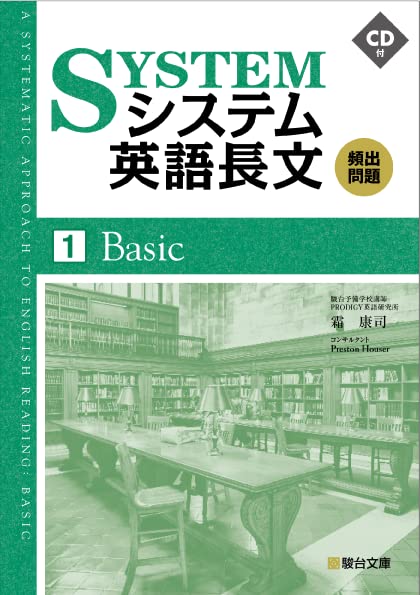 A SYSTEMATIC APPROACH TO ENGLISH READING: BASIC
CD
付
SYSTEM
システム
英語長文
頻出
問題
1 Basic
駿台予備学校講師・
PRODIGY英語研究所
霜 康司
コンサルタント
Preston Houser
駿台文庫